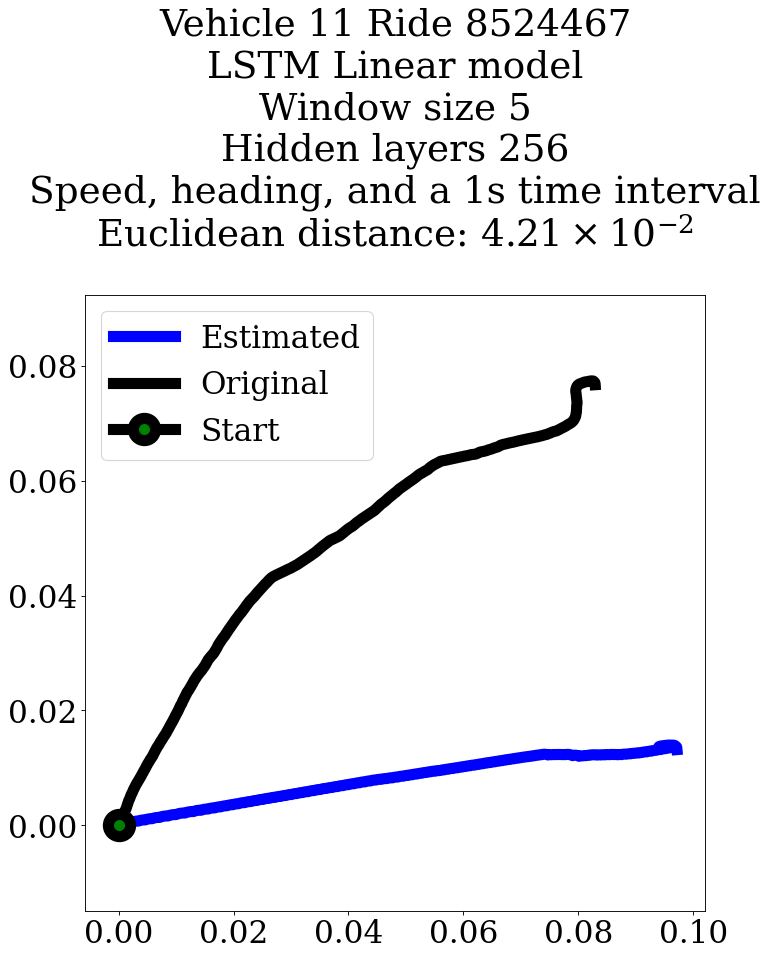 Vehicle 11 Ride 8524467
LSTM Linear model
Window size 5
Hidden layers 256
Speed, heading, and a 1s time interval
Euclidean distance: 4.21 × 10⁻²
Estimated
Original
Start
0.08
0.06
0.04
0.02
0.00
0.00 0.02 0.04 0.06 0.08 0.10